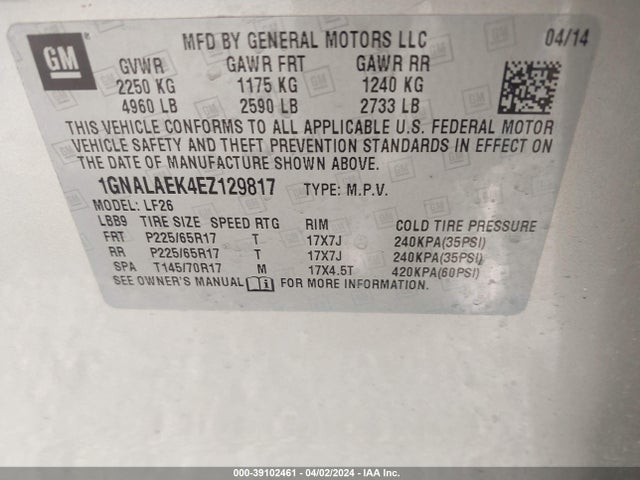 GM ®
MFD BY GENERAL MOTORS LLC 04/14
GVWR GAWR FRT GAWR RR
2250 KG 1175 KG 1240 KG
4960 LB 2590 LB 2733 LB
THIS VEHICLE CONFORMS TO ALL APPLICABLE U.S. FEDERAL MOTOR
VEHICLE SAFETY AND THEFT PREVENTION STANDARDS IN EFFECT ON
THE DATE OF MANUFACTURE SHOWN ABOVE.
1GNALAEK4EZ129817 TYPE: M.P.V.
MODEL: LF26
LBB9 TIRE SIZE SPEED RTG RIM COLD TIRE PRESSURE
FRT P225/65R17 T 17X7J 240KPA(35PSI)
RR P225/65R17 T 17X7J 240KPA(35PSI)
SPA T145/70R17 M 17X4.5T 420KPA(60PSI)
SEE OWNER'S MANUAL FOR MORE INFORMATION.
000-39102461 - 04/02/2024 - IAA Inc.